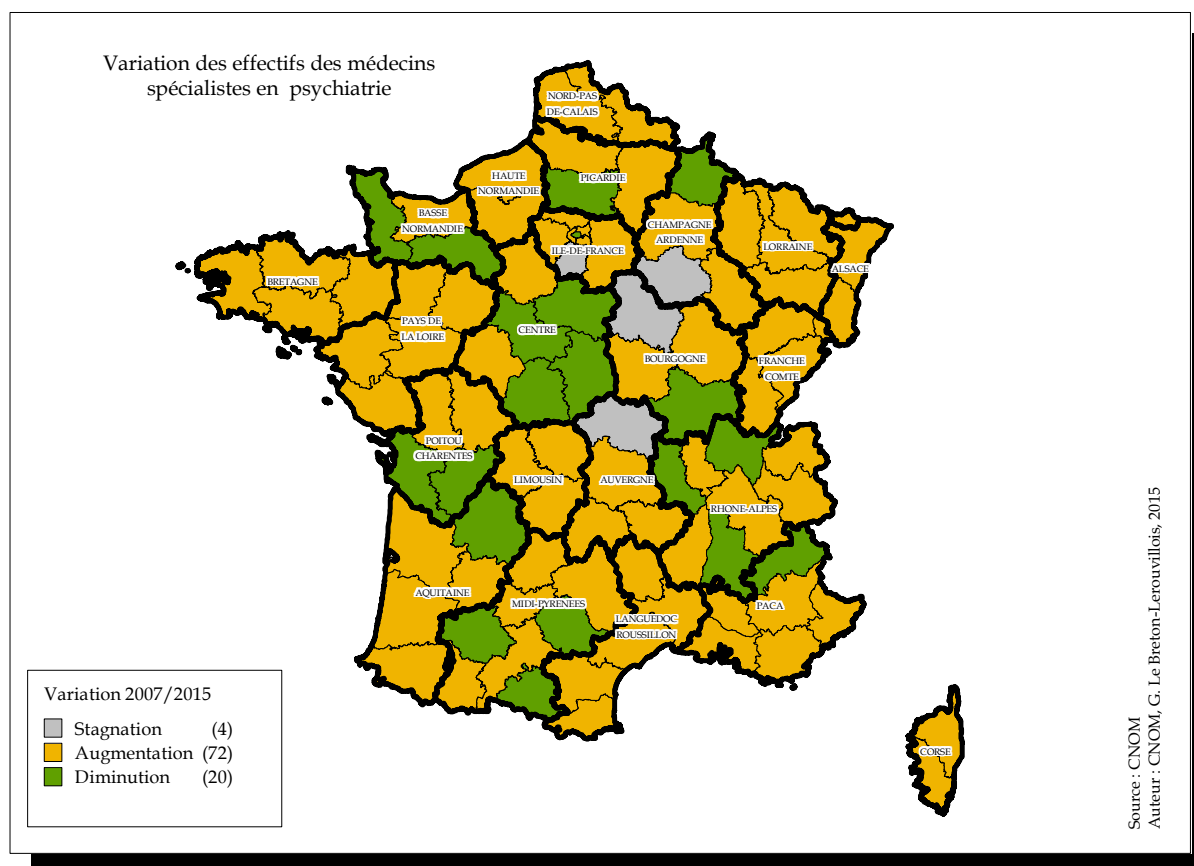 Variation des effectifs des médecins
spécialistes en psychiatrie
NORD-PAS
DE-CALAIS
HAUTE
NORMANDIE
PIGARDIE
BASSE
NORMANDIE
CHAMPAGNE
ARDENNE
ILE-DE-FRANCE
LORRAINE
ALSACE
BRETAGNE
PAYS DE
LA LOIRE
CENTRE
BOURGOGNE
FRANCHE
COMTE
POITOU
CHARENTES
LIMOUSIN
AUVERGNE
RHONE-ALPES
AQUITAINE
MIDI-PYRENEES
LANGUEDOC
ROUSSILLON
PACA
CORSE
Variation 2007/2015
Stagnation (4)
Augmentation (72)
Diminution (20)
Source : CNOM
Auteur : CNOM, G. Le Breton-Lerouvillois, 2015